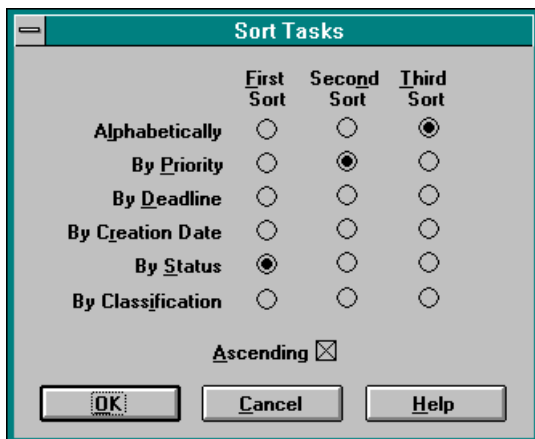 Sort Tasks
First Second Third
Sort Sort Sort
Alphabetically
By Priority
By Deadline
By Creation Date
By Status
By Classification
Ascending
OK Cancel Help